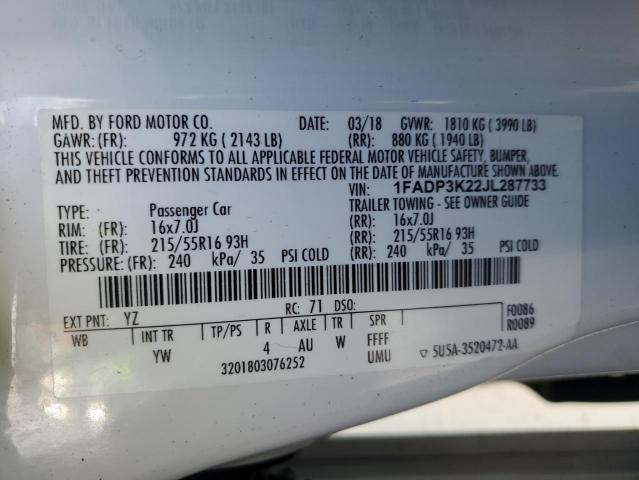 MFD. BY FORD MOTOR CO. DATE: 03/18 GVWR: 1810 KG ( 3990 LB)
GAWR: (FR): 972 KG ( 2143 LB) (RR): 880 KG ( 1940 LB)
THIS VEHICLE CONFORMS TO ALL APPLICABLE FEDERAL MOTOR VEHICLE SAFETY, BUMPER,
AND THEFT PREVENTION STANDARDS IN EFFECT ON THE DATE OF MANUFACTURE SHOWN ABOVE.
VIN: 1FADP3K22JL287733
TYPE: Passenger Car TRAILER TOWING - SEE OWNER GUIDE
RIM: (FR): 16x7.0J (RR): 16x7.0J
TIRE: (FR): 215/55R16 93H (RR): 215/55R16 93H
PRESSURE: (FR): 240 kPa/ 35 PSI COLD (RR): 240 kPa/ 35 PSI COLD
EXT PNT: YZ RC: 71 DSO: F0086
R0089
WB INT TR TP/PS R AXLE TR SPR
YW 4 AU W FFFF
UMU
3201803076252 ▽ 5U5A-3520472-AA